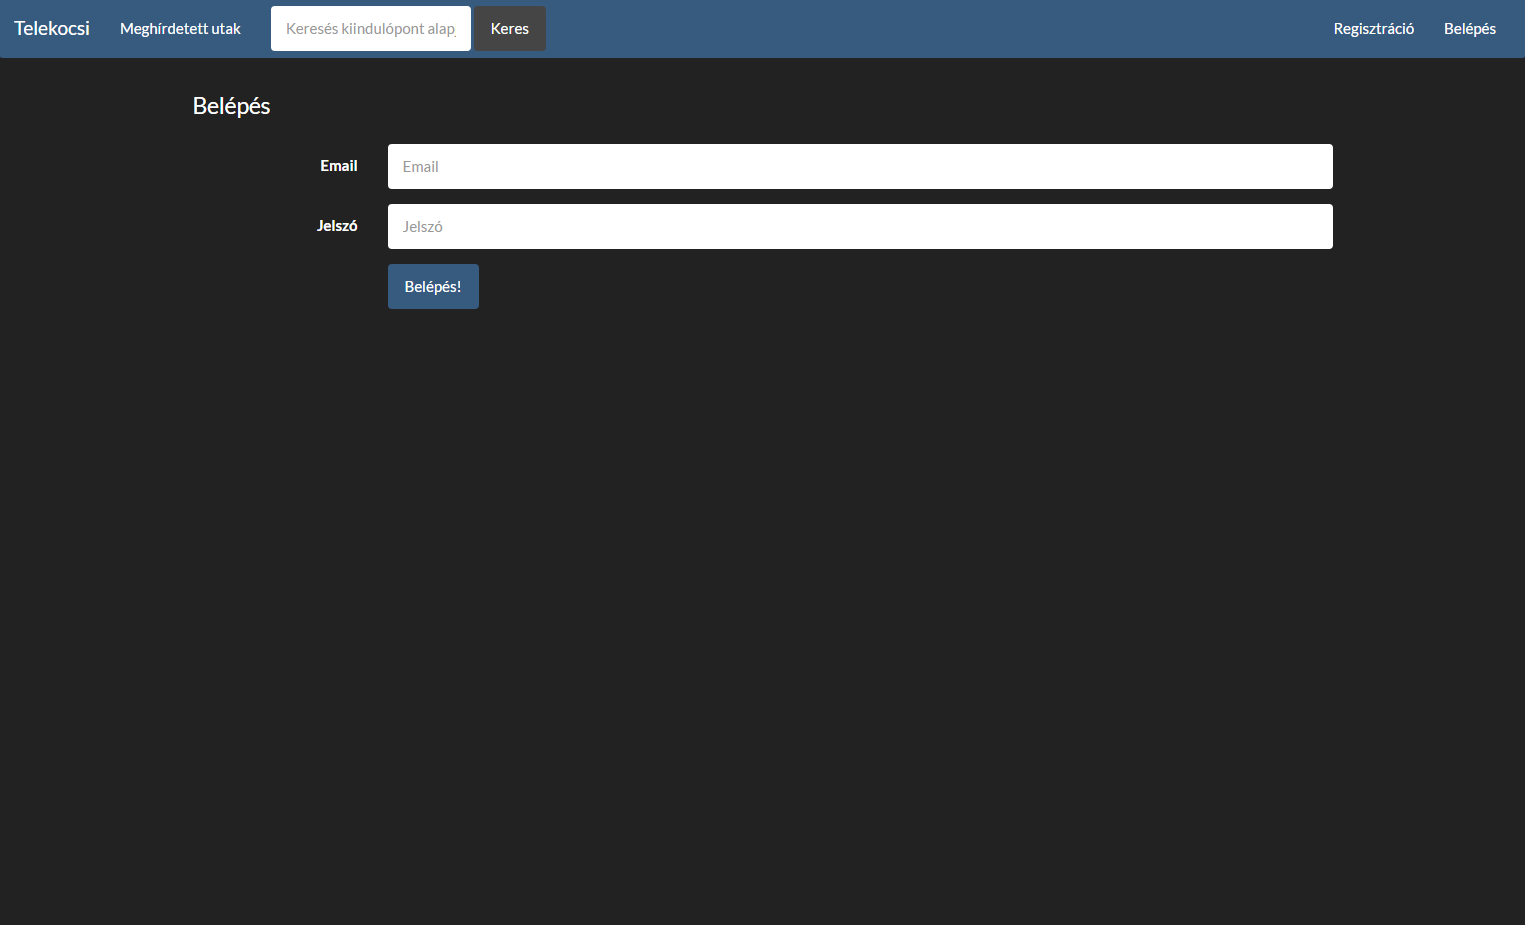 Telekocsi Meghírdetett utak Keresés kiindulópont alap Keres Regisztráció Belépés
Belépés
Email Email
Jelszó Jelszó
Belépés!